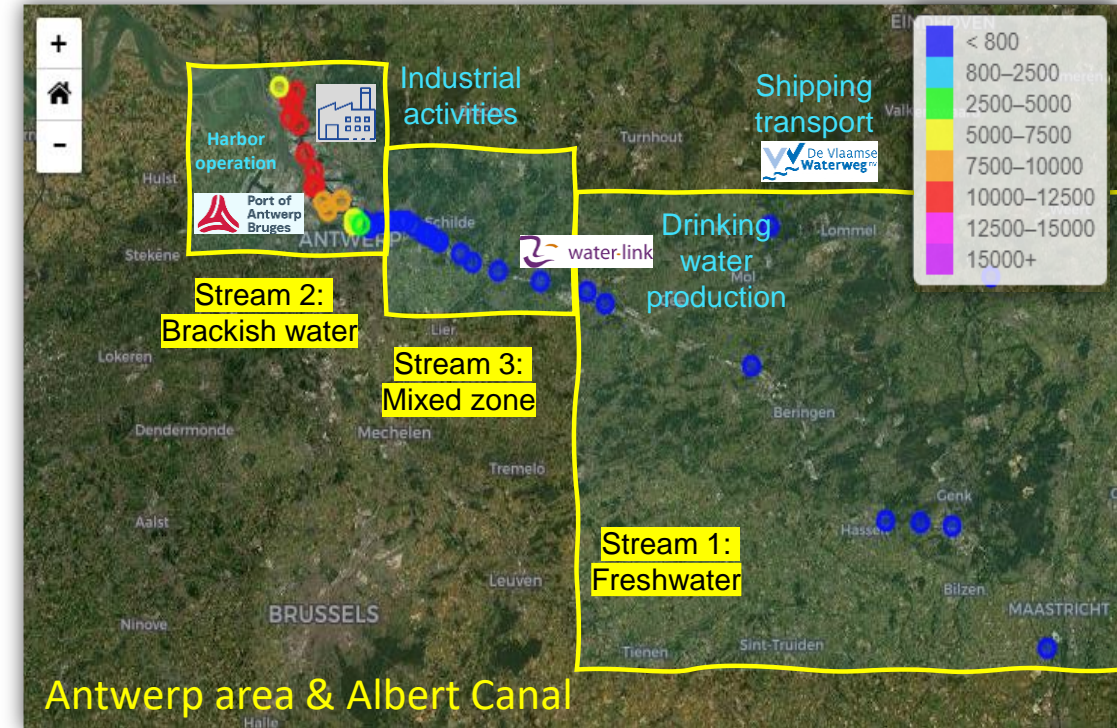 +
-
EINDHOVEN
< 800
800–2500
2500–5000
5000–7500
7500–10000
10000–12500
12500–15000
15000+
Industrial
activities
Shipping
transport
De Vlaamse
Waterweg nv
Turnhout
Harbor
operation
Hulst
Port of
Antwerp
Bruges
ANTWERP
Schilde
water-link
Drinking
water
production
Mol
Lommel
Stekene
Stream 2:
Brackish water
Lier
Stream 3:
Mixed zone
Lokeren
Beringen
Dendermonde
Mechelen
Tremelo
Genk
Aalst
Hasselt
Stream 1:
Freshwater
Leuven
Bilzen
BRUSSELS
MAASTRICHT
Ninove
Tienen
Sint-Truiden
Antwerp area & Albert Canal
Halle